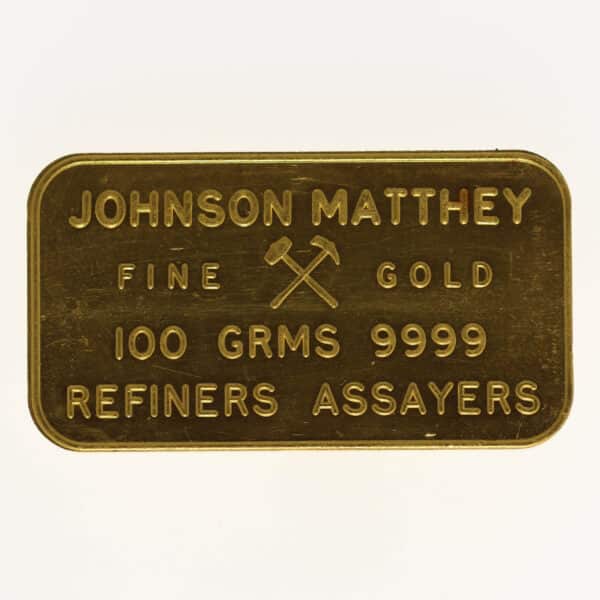 JOHNSON MATTHEY
FINE GOLD
100 GRMS 9999
REFINERS ASSAYERS